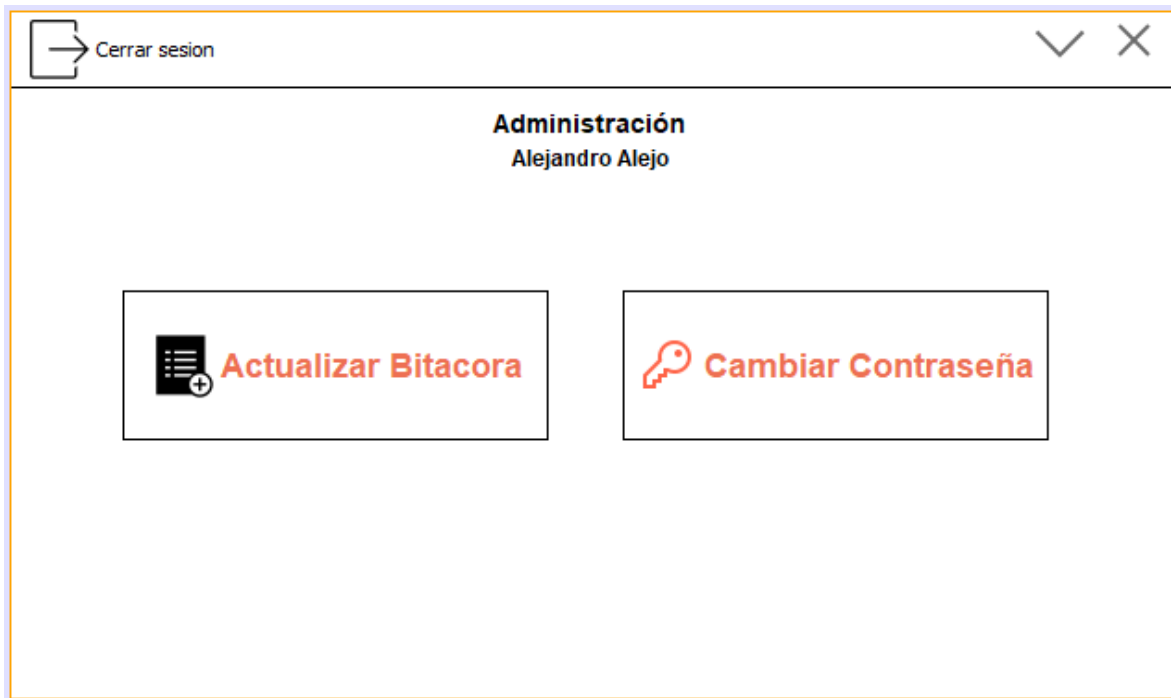 Cerrar sesion
Administración
Alejandro Alejo
Actualizar Bitacora
Cambiar Contraseña